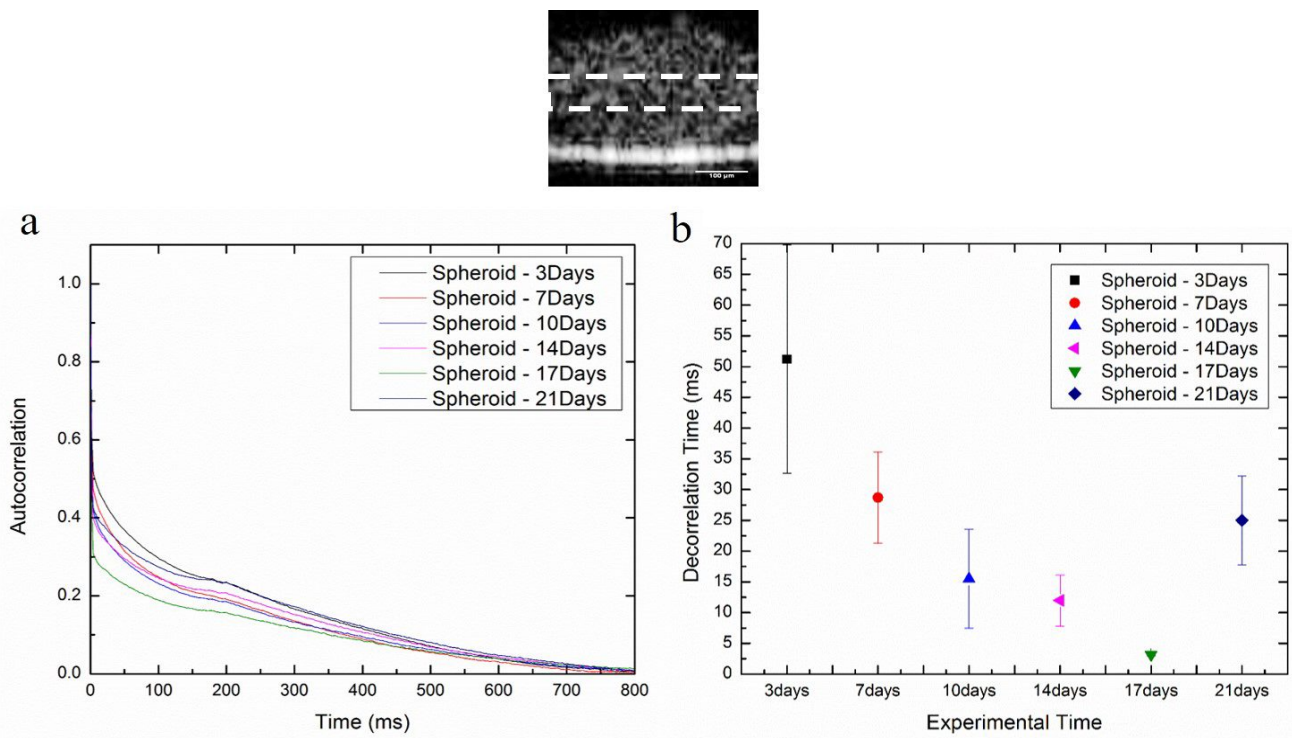 100 µm
a
1.0
0.8
0.6
0.4
0.2
0.0
Autocorrelation
Spheroid - 3Days
Spheroid - 7Days
Spheroid - 10Days
Spheroid - 14Days
Spheroid - 17Days
Spheroid - 21Days
0 100 200 300 400 500 600 700 800
Time (ms)
b
70
65
60
55
50
45
40
35
30
25
20
15
10
5
0
Decorrelation Time (ms)
Spheroid - 3Days
Spheroid - 7Days
Spheroid - 10Days
Spheroid - 14Days
Spheroid - 17Days
Spheroid - 21Days
3days 7days 10days 14days 17days 21days
Experimental Time